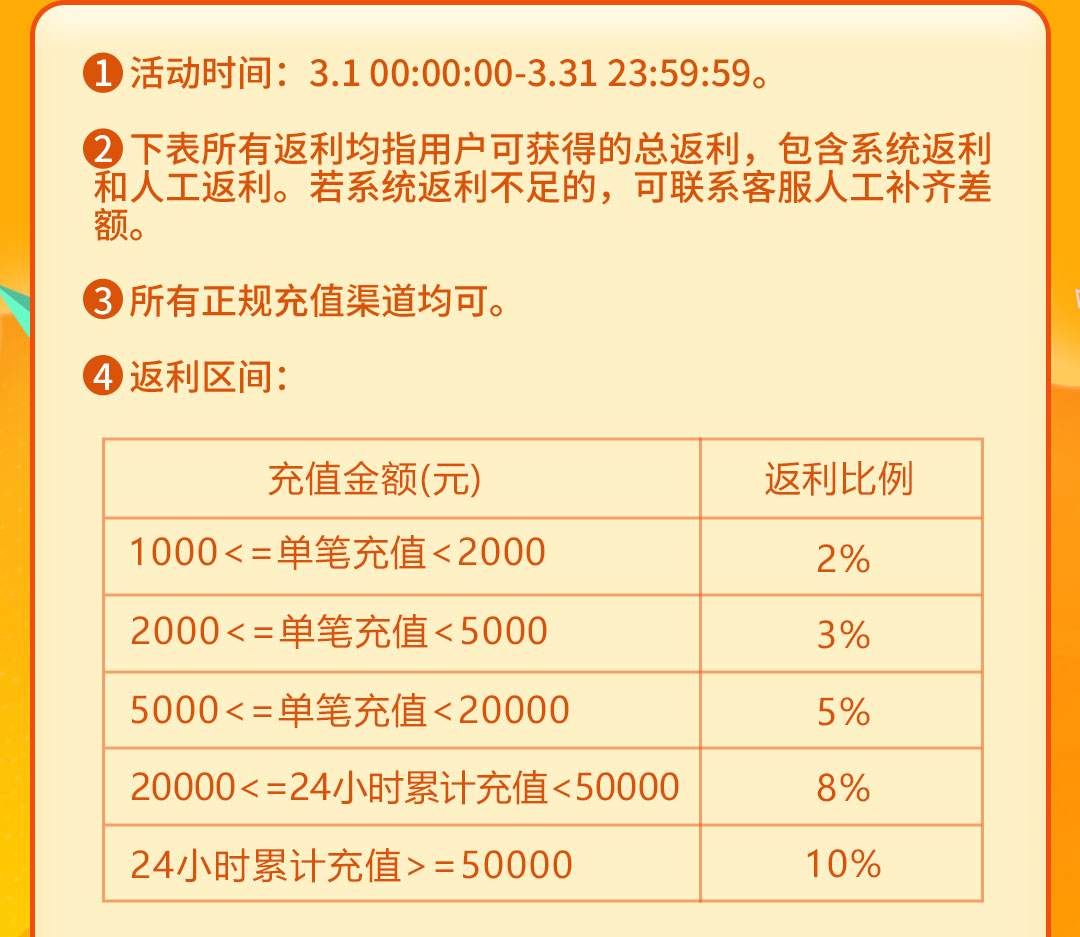 1 活动时间：3.1 00:00:00-3.31 23:59:59。
2 下表所有返利均指用户可获得的总返利，包含系统返利
和人工返利。若系统返利不足的，可联系客服人工补齐差
额。
3 所有正规充值渠道均可。
4 返利区间：
充值金额(元) 返利比例
1000<=单笔充值<2000 2%
2000<=单笔充值<5000 3%
5000<=单笔充值<20000 5%
20000<=24小时累计充值<50000 8%
24小时累计充值>=50000 10%